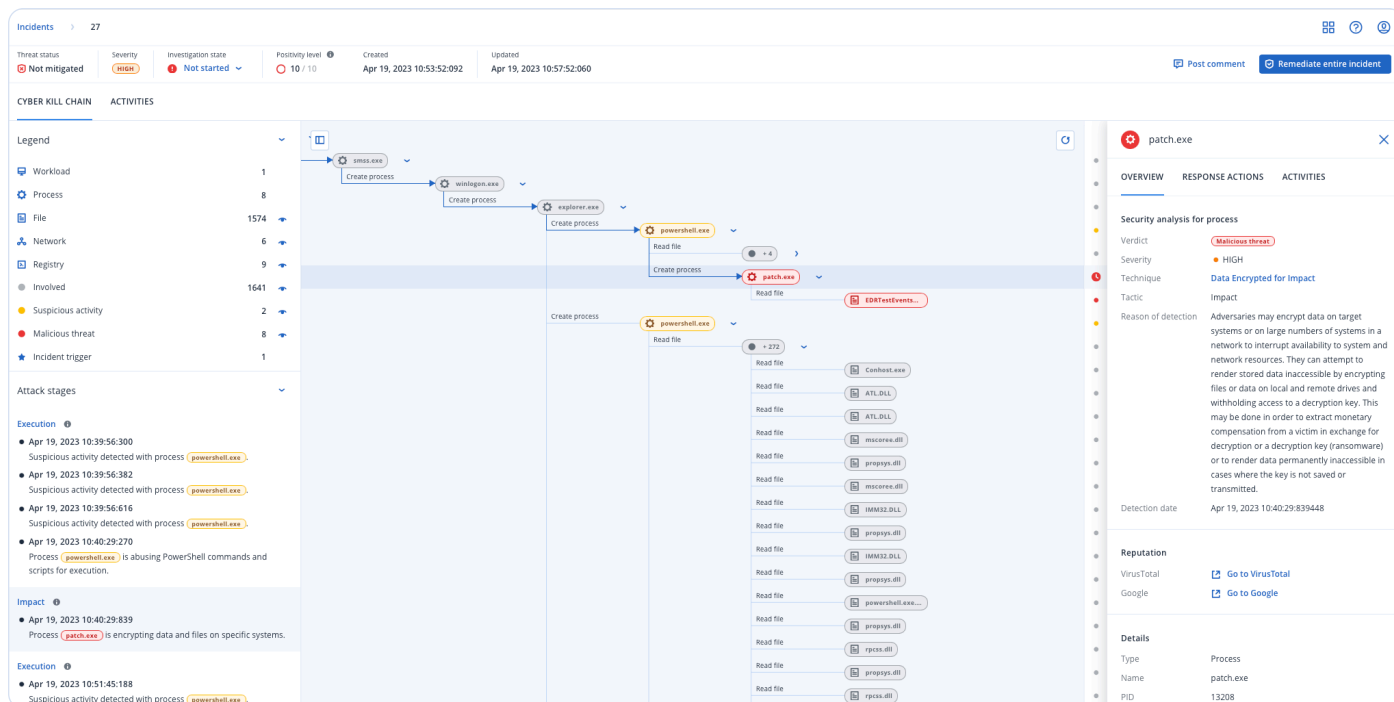 Incidents > 27
Threat status
Not mitigated
Severity
HIGH
Investigation state
Not started
Positivity level
10 / 10
Created
Apr 19, 2023 10:53:52:092
Updated
Apr 19, 2023 10:57:52:060
Post comment
Remediate entire incident
CYBER KILL CHAIN ACTIVITIES
Legend
Workload 1
Process 8
File 1574
Network 6
Registry 9
Involved 1641
Suspicious activity 2
Malicious threat 8
Incident trigger 1
Attack stages
Execution
Apr 19, 2023 10:39:56:300
Suspicious activity detected with process powershell.exe.
Apr 19, 2023 10:39:56:382
Suspicious activity detected with process powershell.exe.
Apr 19, 2023 10:39:56:616
Suspicious activity detected with process powershell.exe.
Apr 19, 2023 10:40:29:270
Process powershell.exe is abusing PowerShell commands and
scripts for execution.
Impact
Apr 19, 2023 10:40:29:839
Process patch.exe is encrypting data and files on specific systems.
Execution
Apr 19, 2023 10:51:45:188
Suspicious activity detected with process powershell.exe.
smss.exe
Create process
winlogon.exe
Create process
explorer.exe
Create process
powershell.exe
Read file
+ 4
Create process
patch.exe
Read file
EDRTestEvents...
Create process
powershell.exe
Read file
+ 272
Read file
Conhost.exe
Read file
ATL.DLL
Read file
ATL.DLL
Read file
mscoree.dll
Read file
propsys.dll
Read file
mscoree.dll
Read file
IMM32.DLL
Read file
propsys.dll
Read file
IMM32.DLL
Read file
propsys.dll
Read file
powershell.exe...
Read file
propsys.dll
Read file
rpcss.dll
Read file
propsys.dll
Read file
rpcss.dll
patch.exe
OVERVIEW RESPONSE ACTIONS ACTIVITIES
Security analysis for process
Verdict Malicious threat
Severity HIGH
Technique Data Encrypted for Impact
Tactic Impact
Reason of detection Adversaries may encrypt data on target
systems or on large numbers of systems in a
network to interrupt availability to system and
network resources. They can attempt to
render stored data inaccessible by encrypting
files or data on local and remote drives and
withholding access to a decryption key. This
may be done in order to extract monetary
compensation from a victim in exchange for
decryption or a decryption key (ransomware)
or to render data permanently inaccessible in
cases where the key is not saved or
transmitted.
Detection date Apr 19, 2023 10:40:29:839448
Reputation
VirusTotal Go to VirusTotal
Google Go to Google
Details
Type Process
Name patch.exe
PID 13208